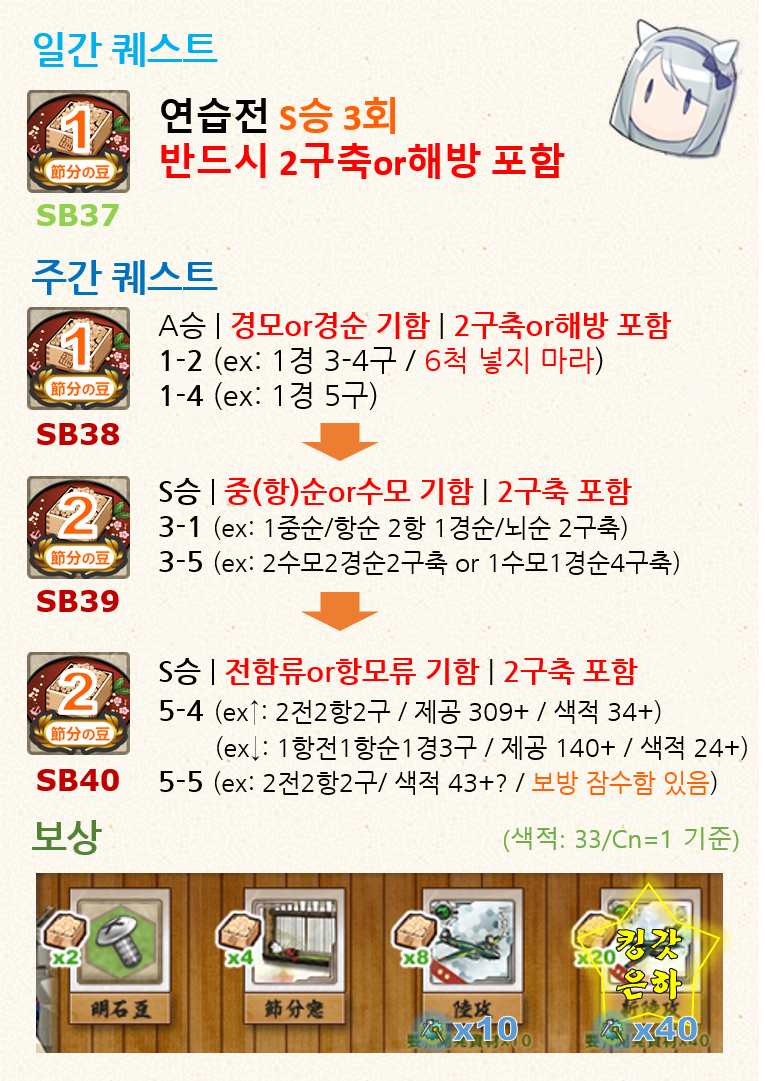 일간 퀘스트
1
節分の豆
SB37
연습전 S승 3회
반드시 2구축or해방 포함
주간 퀘스트
1
節分の豆
SB38
A승 | 경모or경순 기함 | 2구축or해방 포함
1-2 (ex: 1경 3-4구 / 6척 넣지 마라)
1-4 (ex: 1경 5구)
2
節分の豆
SB39
S승 | 중(항)순or수모 기함 | 2구축 포함
3-1 (ex: 1중순/항순 2항 1경순/뇌순 2구축)
3-5 (ex: 2수모2경순2구축 or 1수모1경순4구축)
2
節分の豆
SB40
S승 | 전함류or항모류 기함 | 2구축 포함
5-4 (ex↑: 2전2항2구 / 제공 309+ / 색적 34+)
(ex↓: 1항전1항순1경3구 / 제공 140+ / 색적 24+)
5-5 (ex: 2전2항2구/ 색적 43+? / 보방 잠수함 있음)
보상
(색적: 33/Cn=1 기준)
x2
明石豆
x4
節分窓
x8
陸攻
x10
x20
킹갓
은하
新陸攻
x40